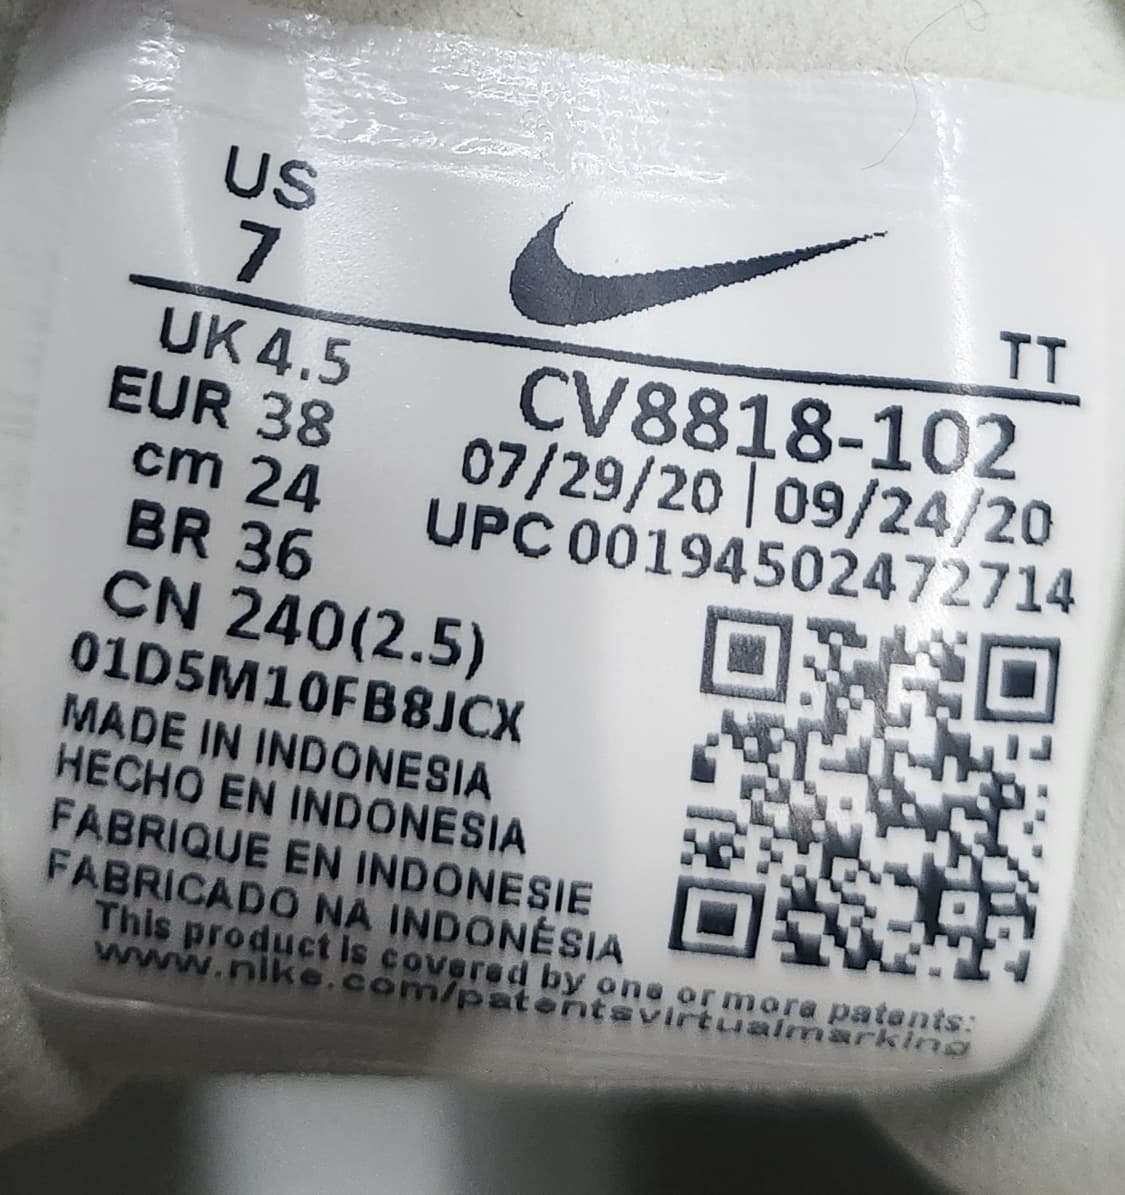 US
7
TT
UK 4.5
EUR 38
cm 24
BR 36
CN 240(2.5)
CV8818-102
07/29/20 | 09/24/20
UPC 00194502472714
01D5M10FB8JCX
MADE IN INDONESIA
HECHO EN INDONESIA
FABRIQUE EN INDONESIE
FABRICADO NA INDONÉSIA
This product is covered by one or more patents:
www.nike.com/patentsvirtualmarking